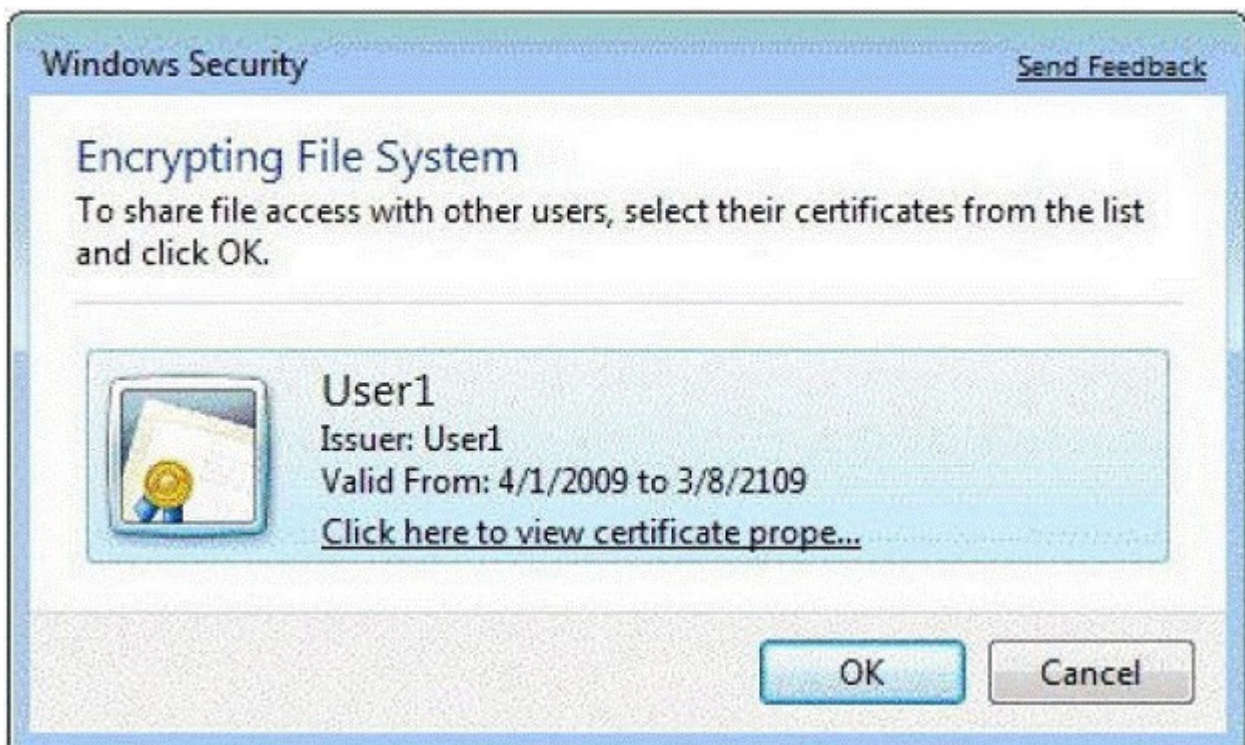 Windows Security
Send Feedback
Encrypting File System
To share file access with other users, select their certificates from the list
and click OK.
User1
Issuer: User1
Valid From: 4/1/2009 to 3/8/2109
Click here to view certificate prope...
OK
Cancel